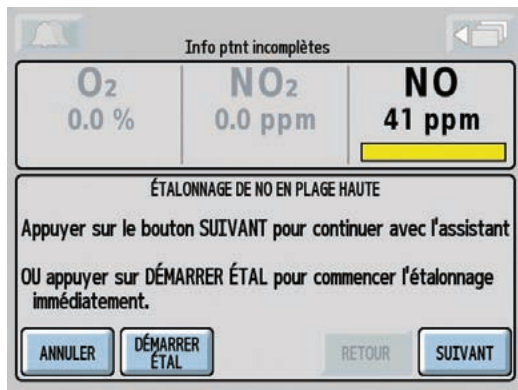 Info ptnt incomplètes
O2 NO2 NO
0.0 % 0.0 ppm 41 ppm
ÉTALONNAGE DE NO EN PLAGE HAUTE
Appuyer sur le bouton SUIVANT pour continuer avec l'assistant
OU appuyer sur DÉMARRER ÉTAL pour commencer l'étalonnage
immédiatement.
ANNULER
DÉMARRER
ÉTAL
RETOUR
SUIVANT